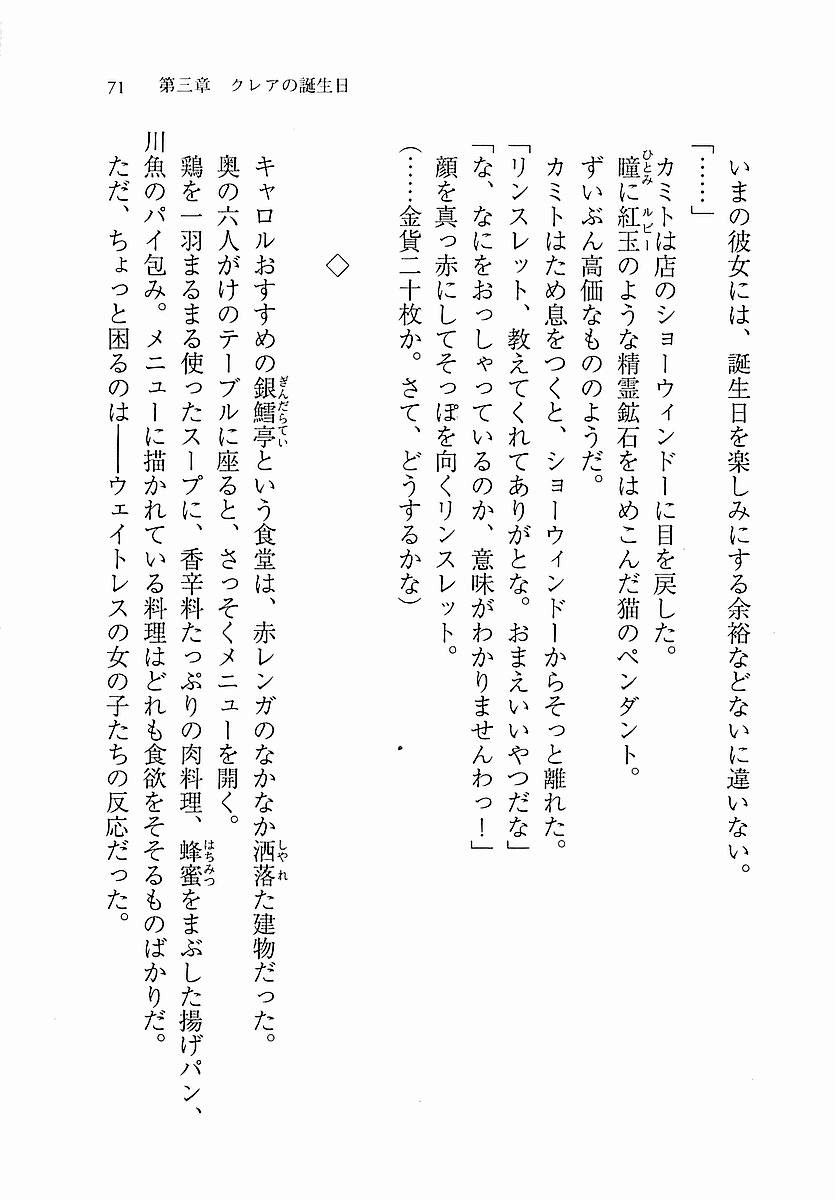 71　第三章　クレアの誕生日
いまの彼女には、誕生日を楽しみにする余裕などないに違いない。
「……」
カミトは店のショーウィンドーに目を戻した。
瞳に紅玉のような精霊鉱石をはめこんだ猫のペンダント。
ひとみ　ルビー
ずいぶん高価なもののようだ。
カミトはため息をつくと、ショーウィンドーからそっと離れた。
「リンスレット、教えてくれてありがとな。おまえいいやつだな」
「な、なにをおっしゃっているのか、意味がわかりませんわっ！」
顔を真っ赤にしてそっぽを向くリンスレット。
（……金貨二十枚か。さて、どうするかな）
◇
キャロルおすすめの銀鱈亭という食堂は、赤レンガのなかなか洒落た建物だった。
ぎんだらてい　しゃれ
奥の六人がけのテーブルに座ると、さっそくメニューを開く。
鶏を一羽まるまる使ったスープに、香辛料たっぷりの肉料理、蜂蜜をまぶした揚げパン、
はちみつ
川魚のパイ包み。メニューに描かれている料理はどれも食欲をそそるものばかりだ。
ただ、ちょっと困るのは――ウェイトレスの女の子たちの反応だった。